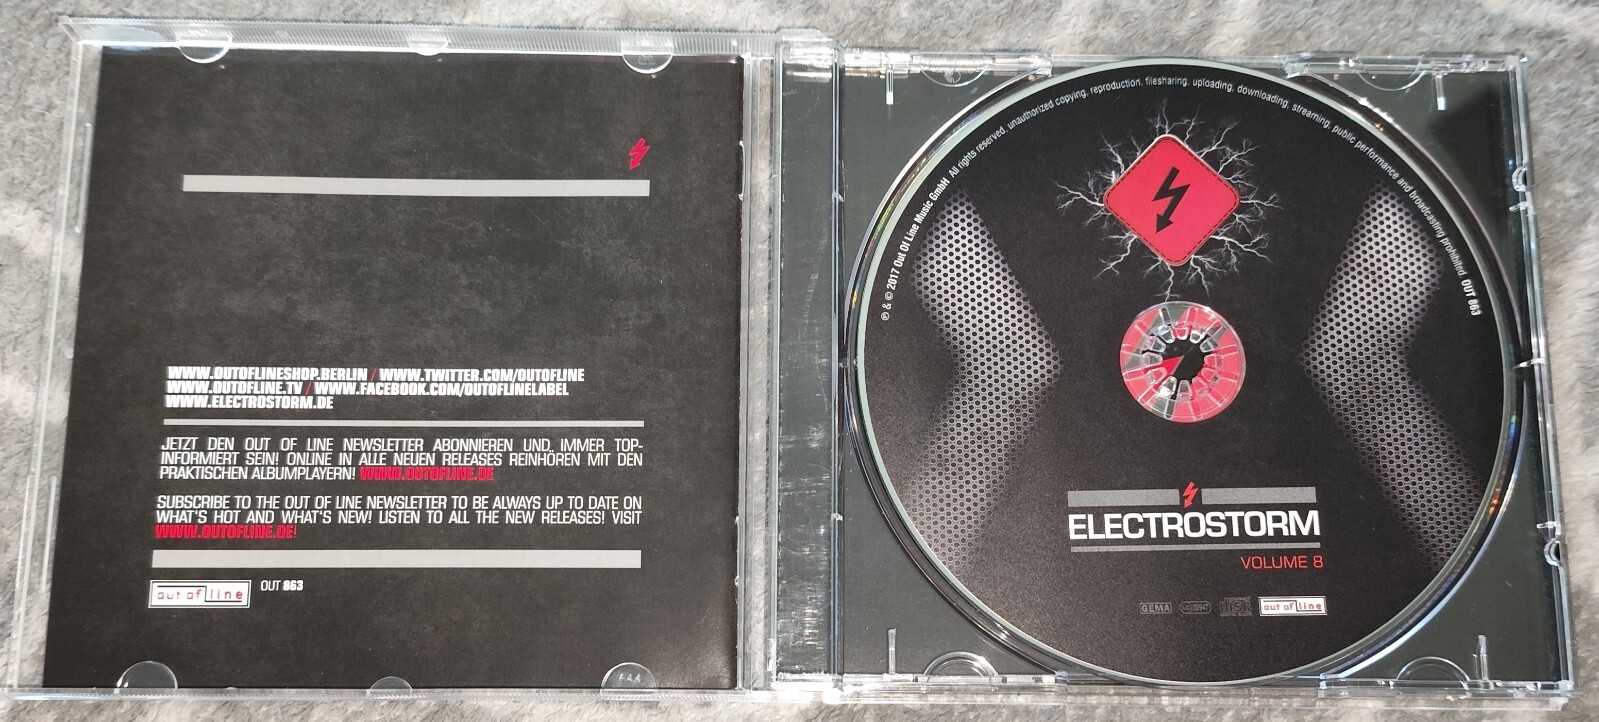 WWW.OUTOFLINESHOP.BERLIN / WWW.TWITTER.COM/OUTOFLINE
WWW.OUTOFLINE.TV / WWW.FACEBOOK.COM/OUTOFLINELABEL
WWW.ELECTROSTORM.DE
JETZT DEN OUT OF LINE NEWSLETTER ABONNIEREN UND IMMER TOP-
INFORMIERT SEIN! ONLINE IN ALLE NEUEN RELEASES REINHÖREN MIT DEN
PRAKTISCHEN ALBUMPLAYERN! WWW.OUTOFLINE.DE
SUBSCRIBE TO THE OUT OF LINE NEWSLETTER TO BE ALWAYS UP TO DATE ON
WHAT'S HOT AND WHAT'S NEW! LISTEN TO ALL THE NEW RELEASES! VISIT
WWW.OUTOFLINE.DE!
out of line OUT 863
℗ & © 2017 Out Of Line Music GmbH All rights reserved, unauthorized copying, reproduction, filesharing, uploading, downloading, streaming, public performance and broadcasting prohibited. OUT 863
ELECTROSTORM
VOLUME 8
GEMA out of line